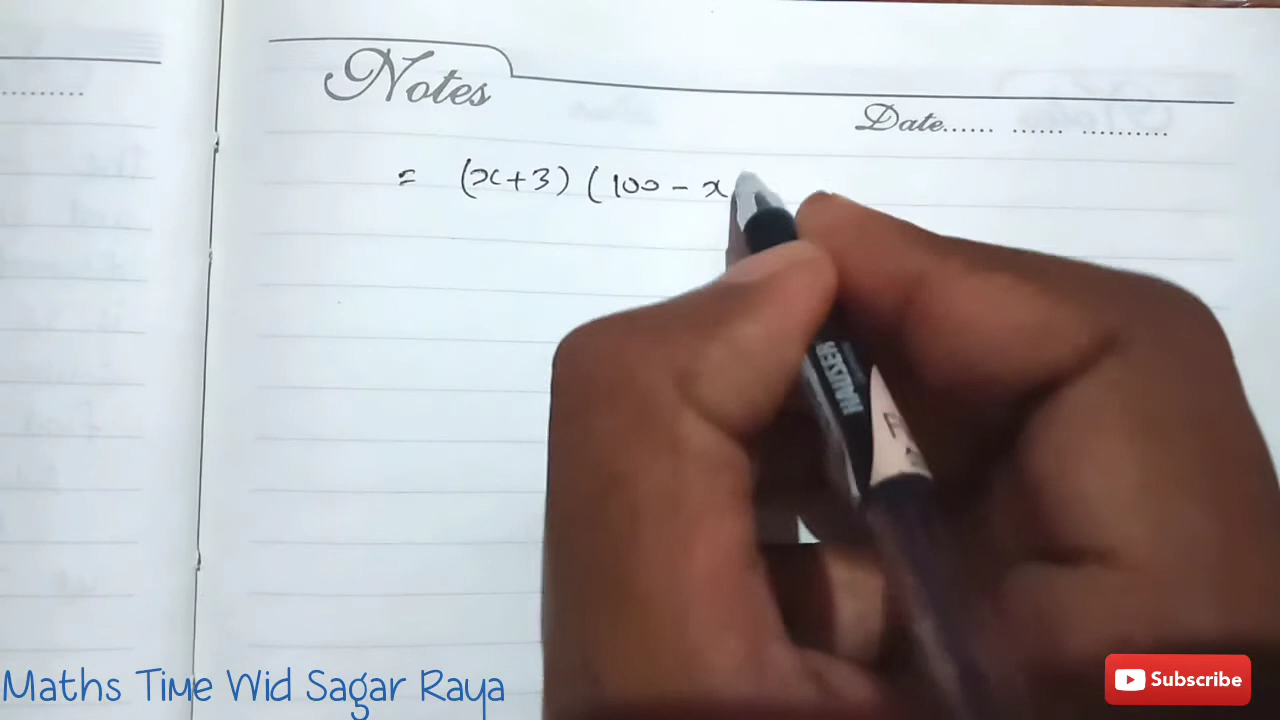 Notes
Date...... ...... ..........
= (x+3) (100 - x
HAUSER
Maths Time Wid Sagar Raya
Subscribe